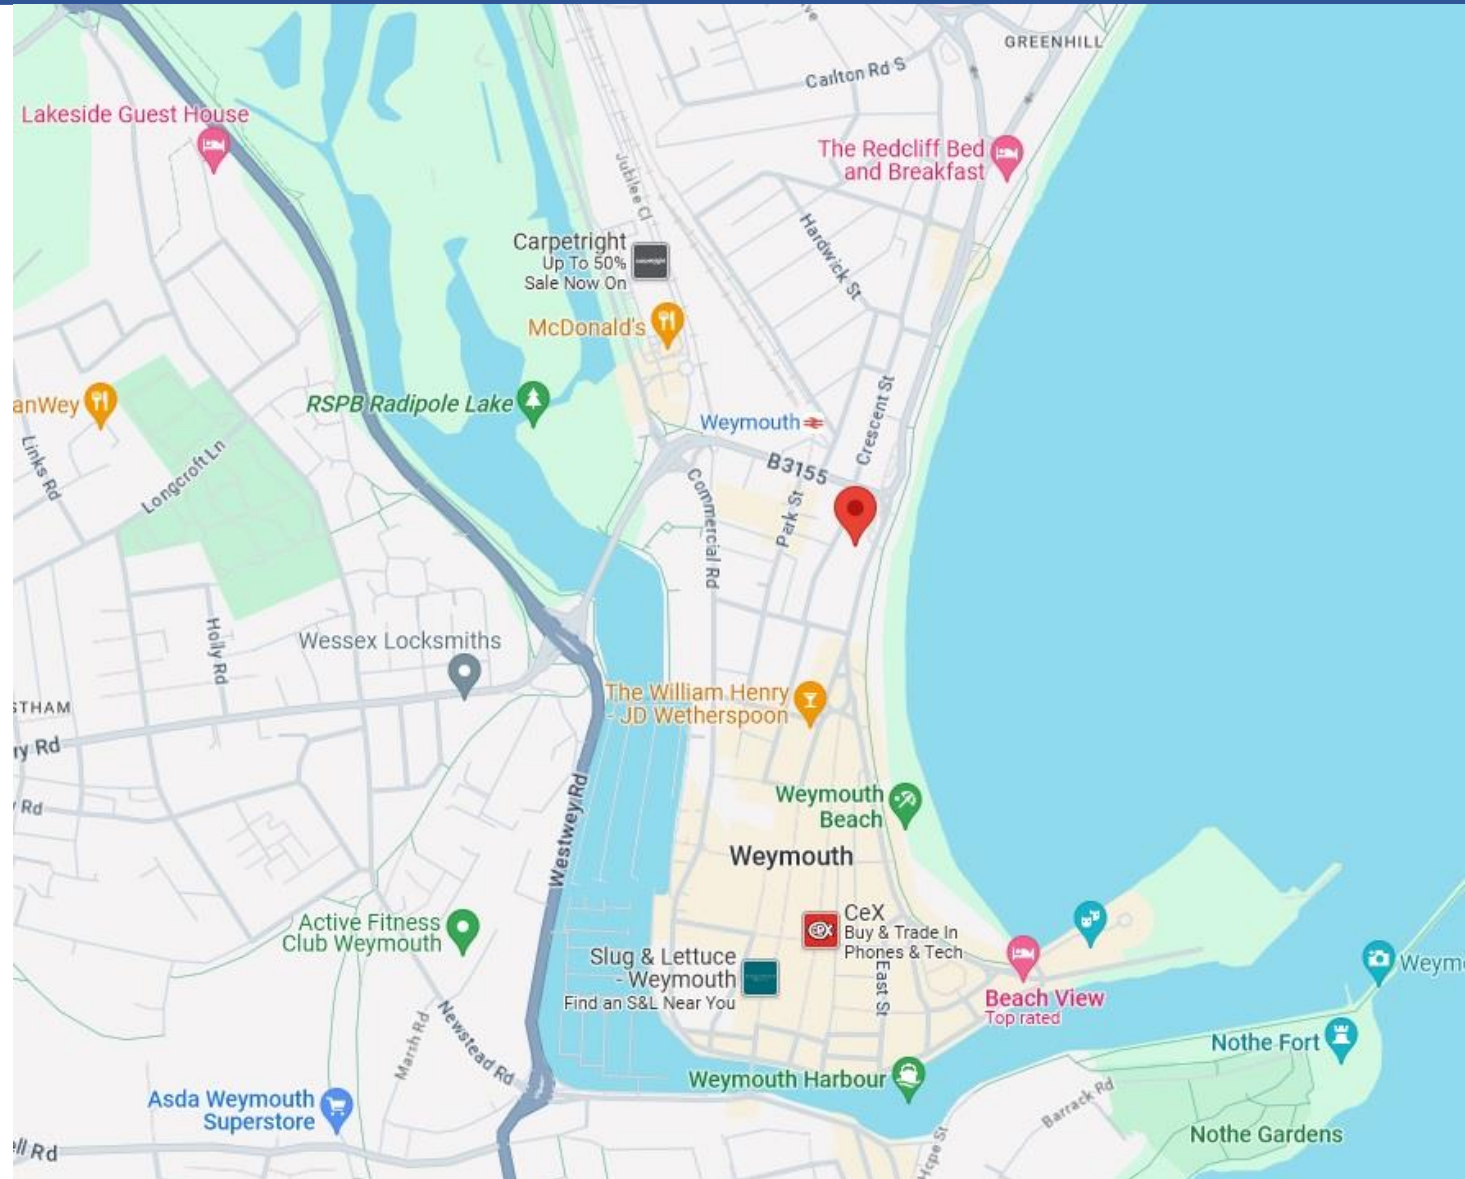 GREENHILL
Carlton Rd S
Lakeside Guest House
The Redcliff Bed
and Breakfast
Jubilee Cl
Hardwick St
Carpetright
Up To 50%
Sale Now On
McDonald's
anWey
RSPB Radipole Lake
Weymouth
Crescent St
Links Rd
Longcroft Ln
B3155
Commercial Rd
Park St
Holly Rd
Wessex Locksmiths
STHAM
ry Rd
Rd
The William Henry
- JD Wetherspoon
Westwey Rd
Weymouth
Beach
Weymouth
Active Fitness
Club Weymouth
CeX
Buy & Trade In
Phones & Tech
Slug & Lettuce
- Weymouth
Find an S&L Near You
East St
Beach View
Top rated
Weym
Newstead Rd
Marsh Rd
Nothe Fort
Weymouth Harbour
Asda Weymouth
Superstore
Barrack Rd
Nothe Gardens
ell Rd
Hope St